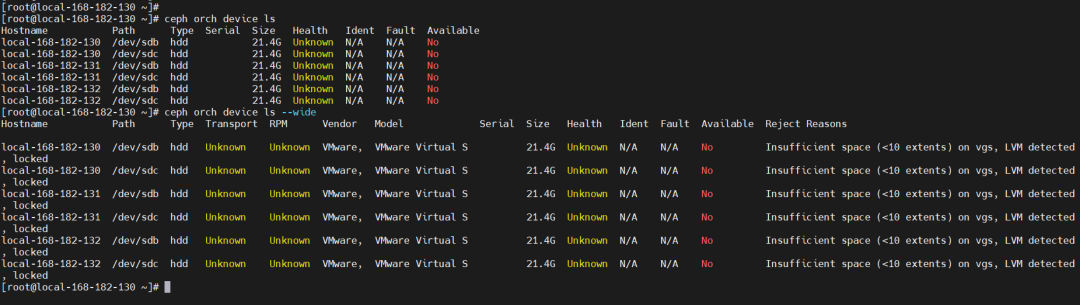 [root@local-168-182-130 ~]#
[root@local-168-182-130 ~]# ceph orch device ls
Hostname Path Type Serial Size Health Ident Fault Available
local-168-182-130 /dev/sdb hdd 21.4G Unknown N/A N/A No
local-168-182-130 /dev/sdc hdd 21.4G Unknown N/A N/A No
local-168-182-131 /dev/sdb hdd 21.4G Unknown N/A N/A No
local-168-182-131 /dev/sdc hdd 21.4G Unknown N/A N/A No
local-168-182-132 /dev/sdb hdd 21.4G Unknown N/A N/A No
local-168-182-132 /dev/sdc hdd 21.4G Unknown N/A N/A No
[root@local-168-182-130 ~]# ceph orch device ls --wide
Hostname Path Type Transport RPM Vendor Model Serial Size Health Ident Fault Available Reject Reasons
local-168-182-130 /dev/sdb hdd Unknown Unknown VMware, VMware Virtual S 21.4G Unknown N/A N/A No Insufficient space (<10 extents) on vgs, LVM detected
, locked
local-168-182-130 /dev/sdc hdd Unknown Unknown VMware, VMware Virtual S 21.4G Unknown N/A N/A No Insufficient space (<10 extents) on vgs, LVM detected
, locked
local-168-182-131 /dev/sdb hdd Unknown Unknown VMware, VMware Virtual S 21.4G Unknown N/A N/A No Insufficient space (<10 extents) on vgs, LVM detected
, locked
local-168-182-131 /dev/sdc hdd Unknown Unknown VMware, VMware Virtual S 21.4G Unknown N/A N/A No Insufficient space (<10 extents) on vgs, LVM detected
, locked
local-168-182-132 /dev/sdb hdd Unknown Unknown VMware, VMware Virtual S 21.4G Unknown N/A N/A No Insufficient space (<10 extents) on vgs, LVM detected
, locked
local-168-182-132 /dev/sdc hdd Unknown Unknown VMware, VMware Virtual S 21.4G Unknown N/A N/A No Insufficient space (<10 extents) on vgs, LVM detected
, locked
[root@local-168-182-130 ~]#